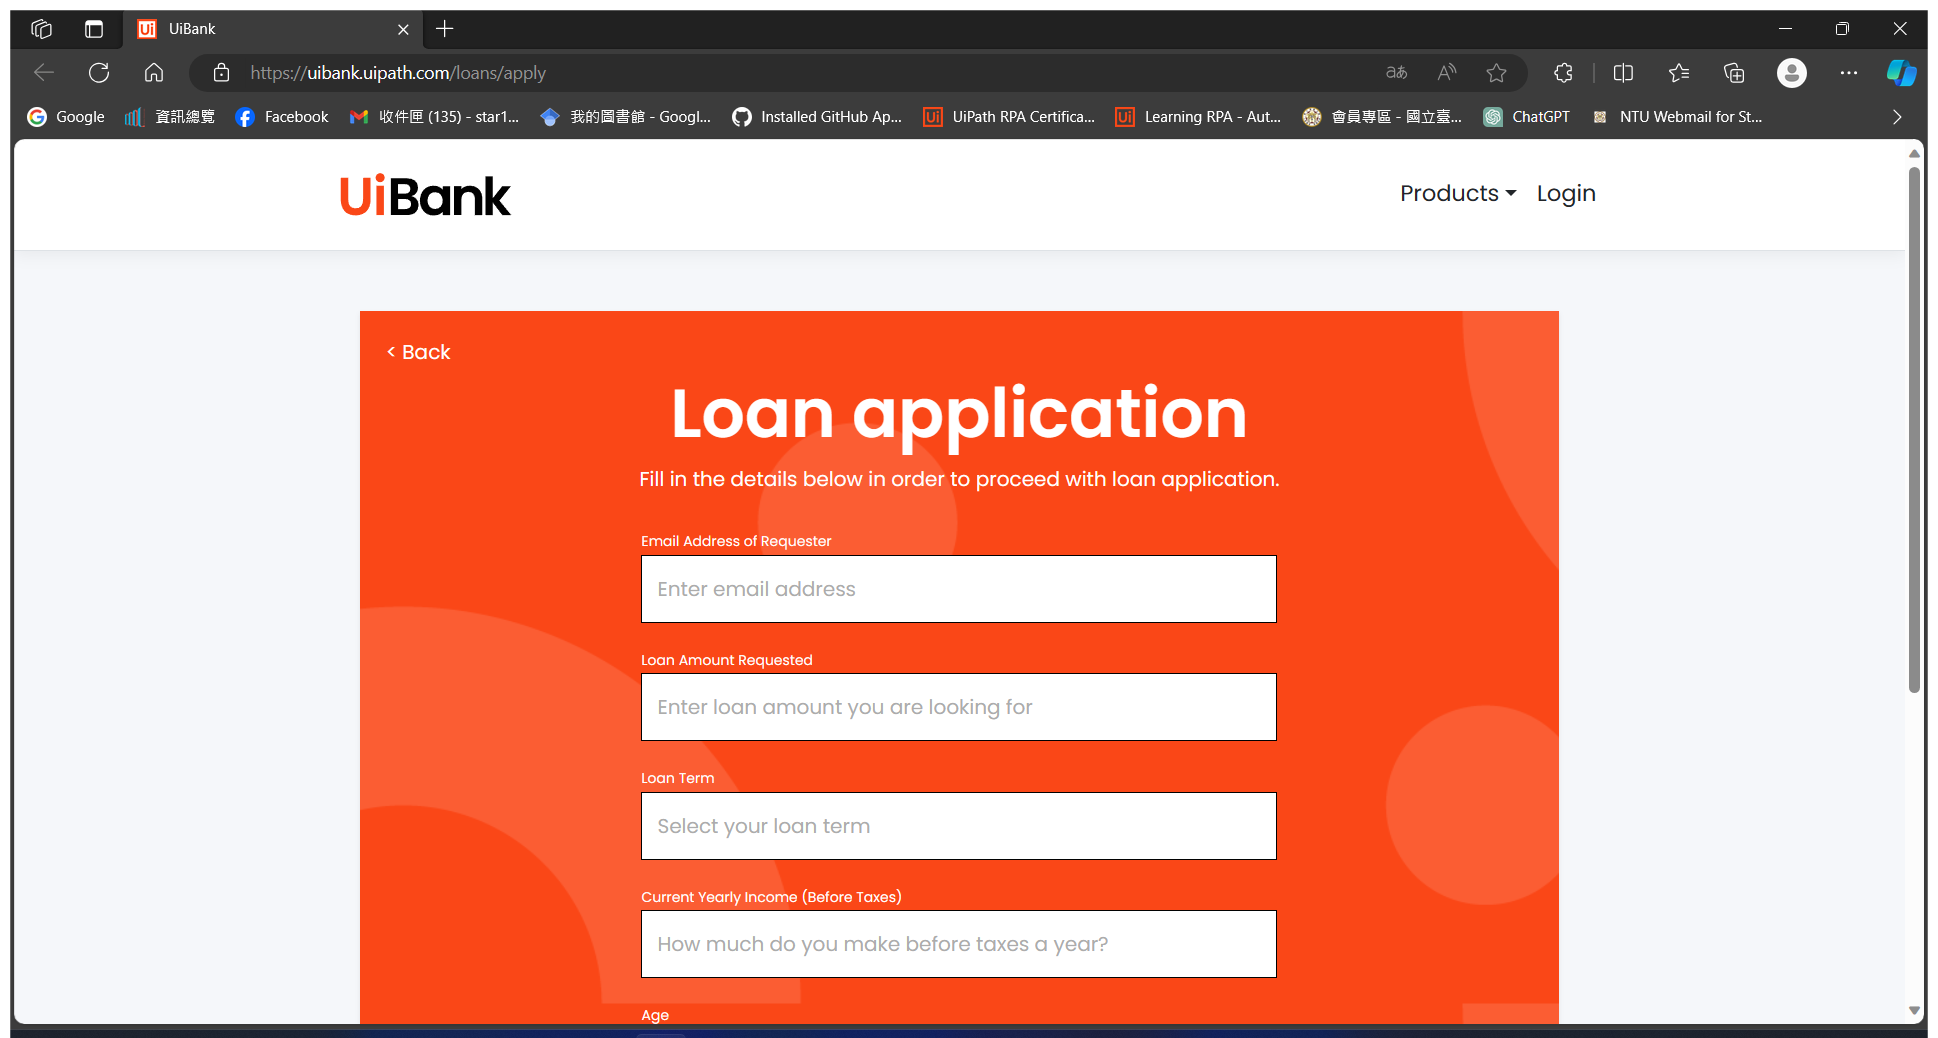 UiBank
https://uibank.uipath.com/loans/apply
Google 資訊總覽 Facebook 收件匣 (135) - star1... 我的圖書館 - Googl... Installed GitHub Ap... UiPath RPA Certifica... Learning RPA - Aut... 會員專區 - 國立臺... ChatGPT NTU Webmail for St...
UiBank
Products Login
< Back
Loan application
Fill in the details below in order to proceed with loan application.
Email Address of Requester
Enter email address
Loan Amount Requested
Enter loan amount you are looking for
Loan Term
Select your loan term
Current Yearly Income (Before Taxes)
How much do you make before taxes a year?
Age